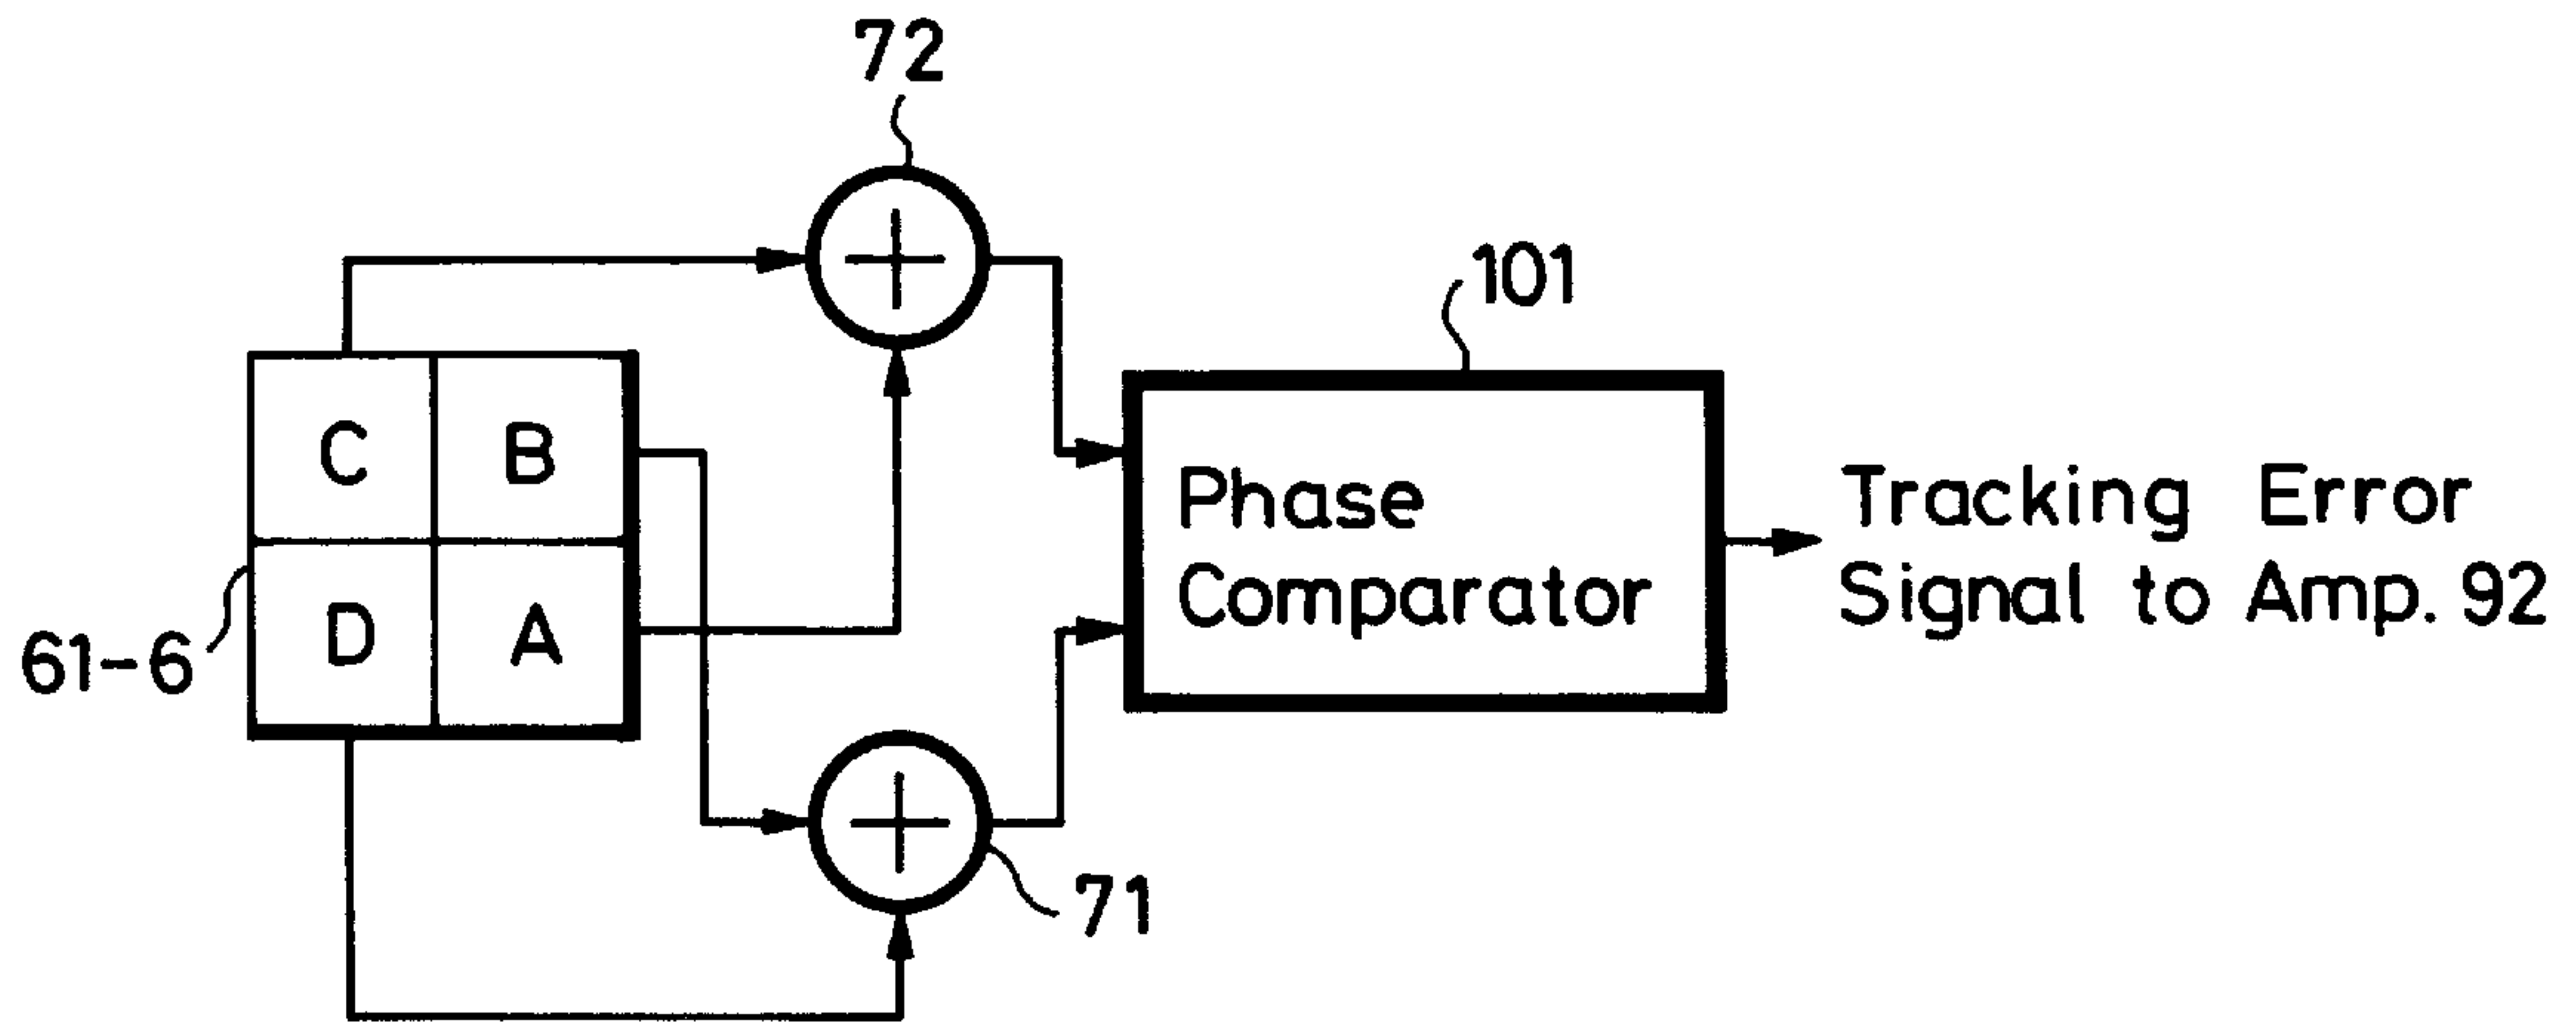 72
101
C B
D A
61-6
Phase
Comparator
Tracking Error
Signal to Amp. 92
71